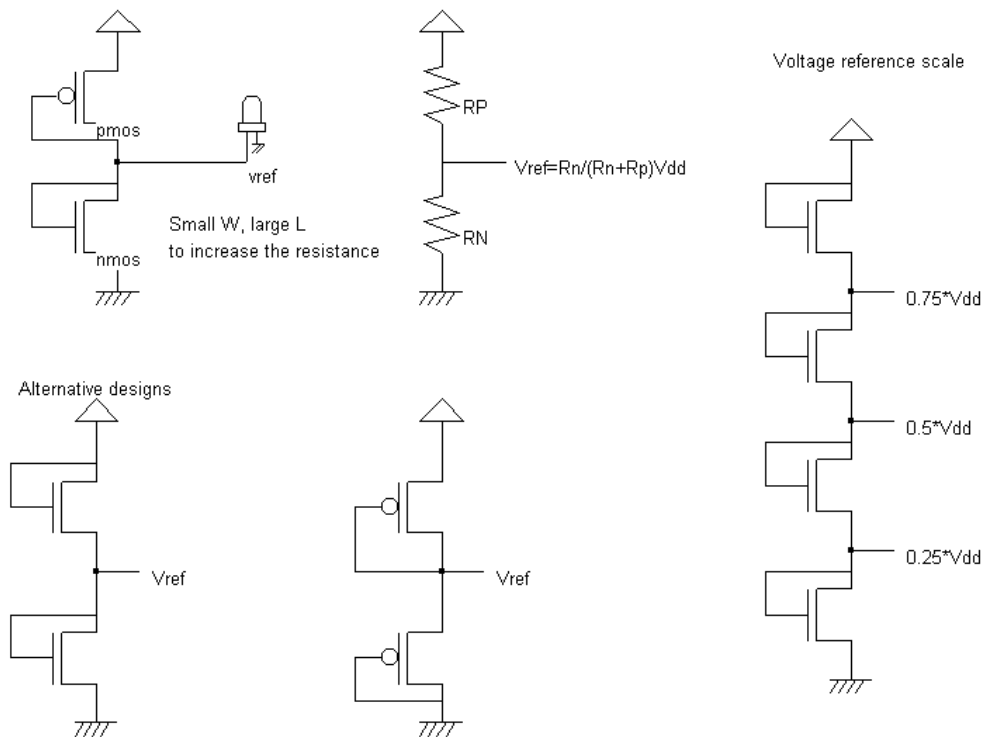 Voltage reference scale
RP
pmos
vref
Vref=Rn/(Rn+Rp)Vdd
Small W, large L
to increase the resistance
RN
nmos
0.75*Vdd
Alternative designs
0.5*Vdd
0.25*Vdd
Vref
Vref